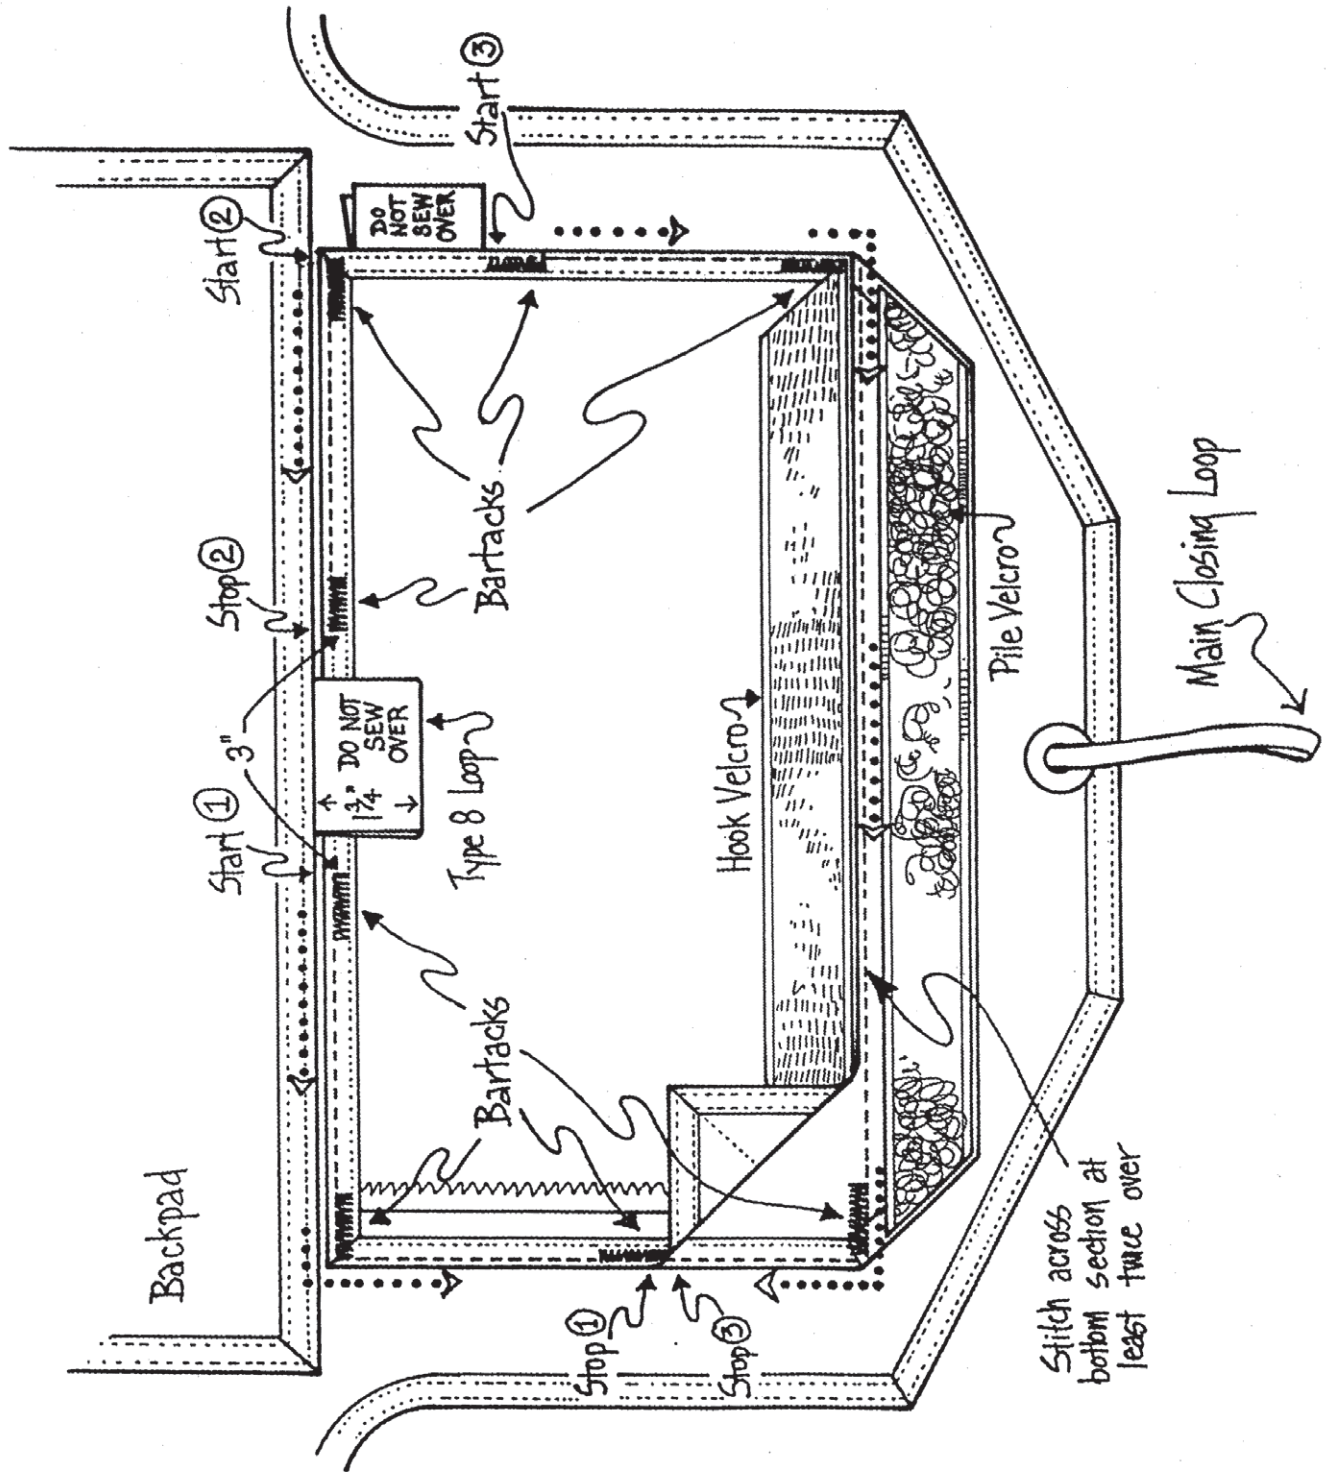 Backpad
Start ①
Stop ②
Start ②
3"
1 3/4"
DO NOT
SEW
OVER
DO
NOT
SEW
OVER
Start ③
Type 8 Loop
Bartacks
Bartacks
Stop ①
Stop ③
Hook Velcro
Pile Velcro
Stitch across
bottom section at
least twice over
Main Closing Loop